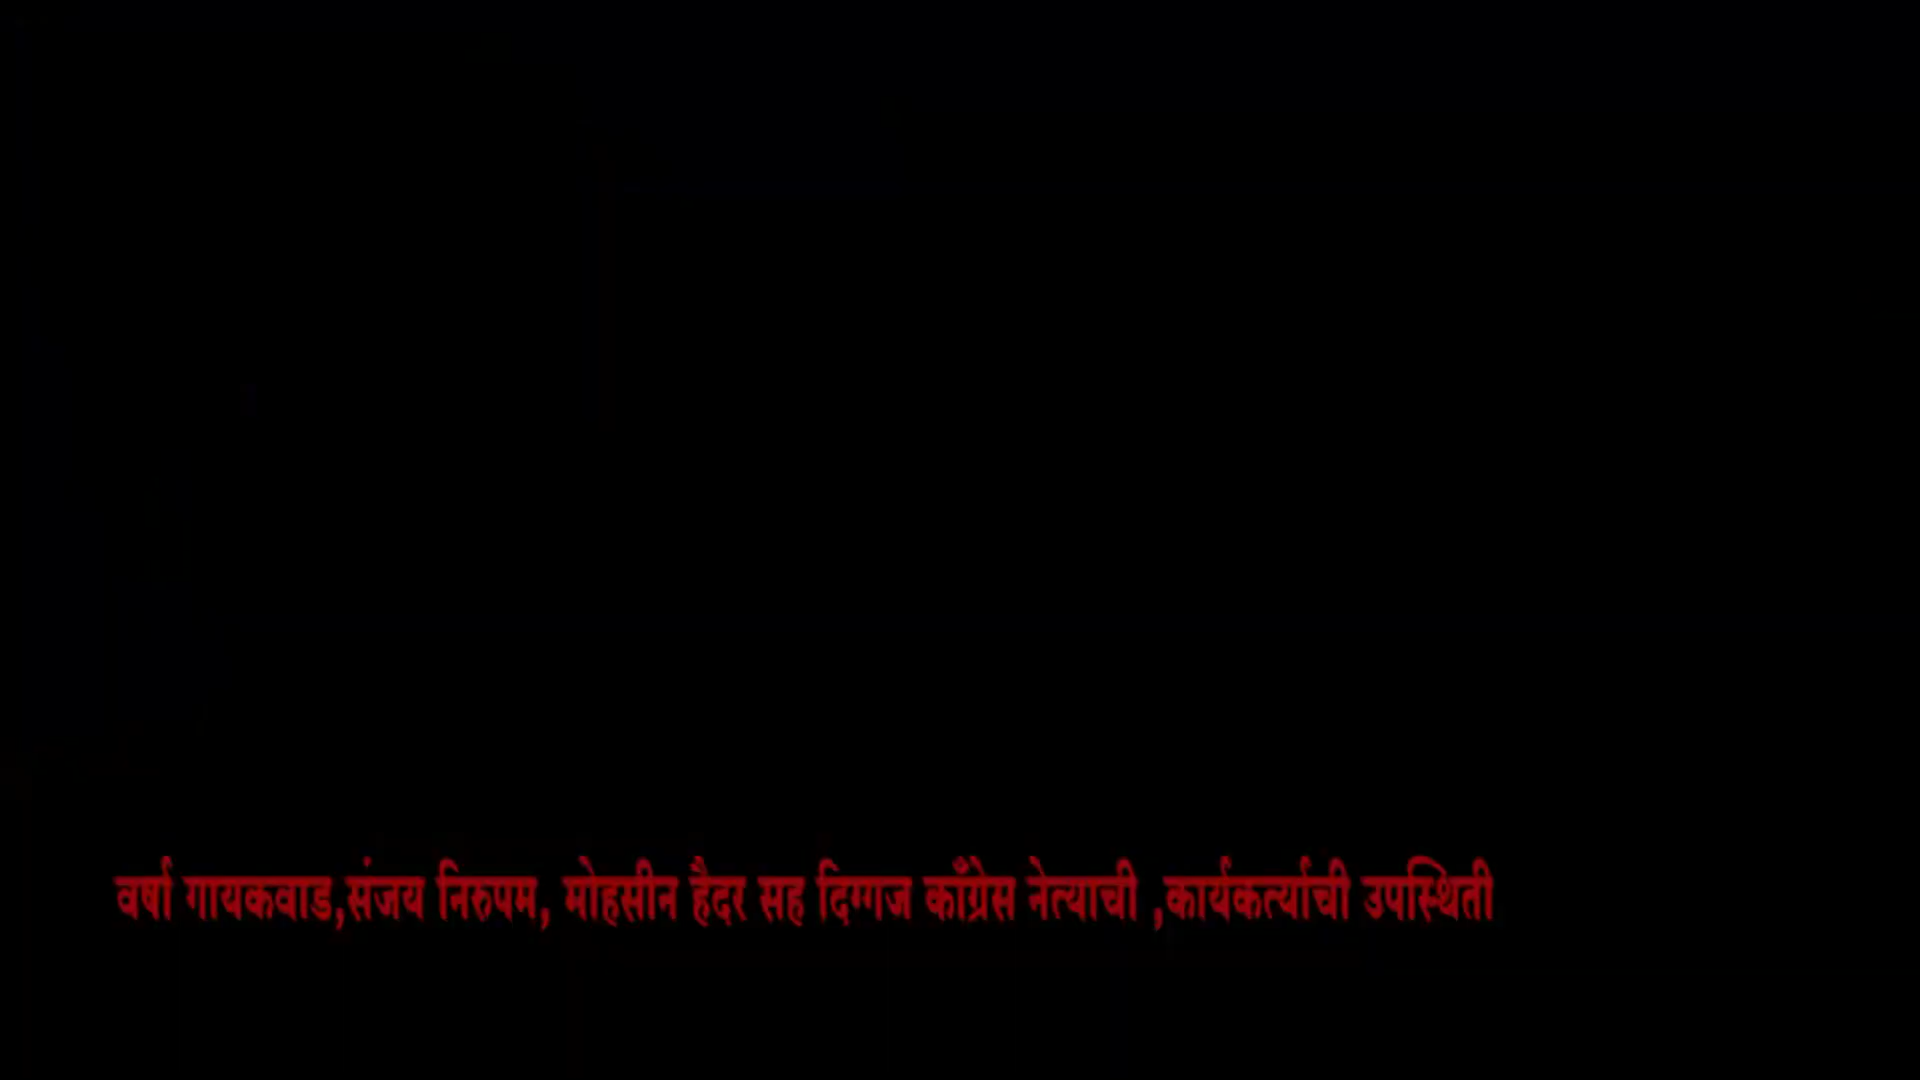 वर्षा गायकवाड,संजय निरुपम, मोहसीन हैदर सह दिग्गज काँग्रेस नेत्याची ,कार्यकर्त्याची उपस्थिती